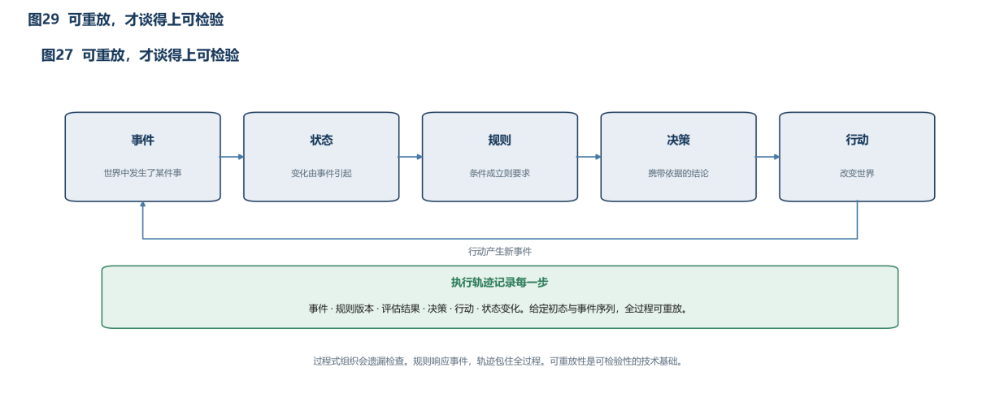 图29 可重放，才谈得上可检验
图27 可重放，才谈得上可检验
事件
世界中发生了某件事
状态
变化由事件引起
规则
条件成立则要求
决策
携带依据的结论
行动
改变世界
行动产生新事件
执行轨迹记录每一步
事件 · 规则版本 · 评估结果 · 决策 · 行动 · 状态变化。给定初态与事件序列，全过程可重放。
过程式组织会遗漏检查。规则响应事件，轨迹包住全过程。可重放性是可检验性的技术基础。